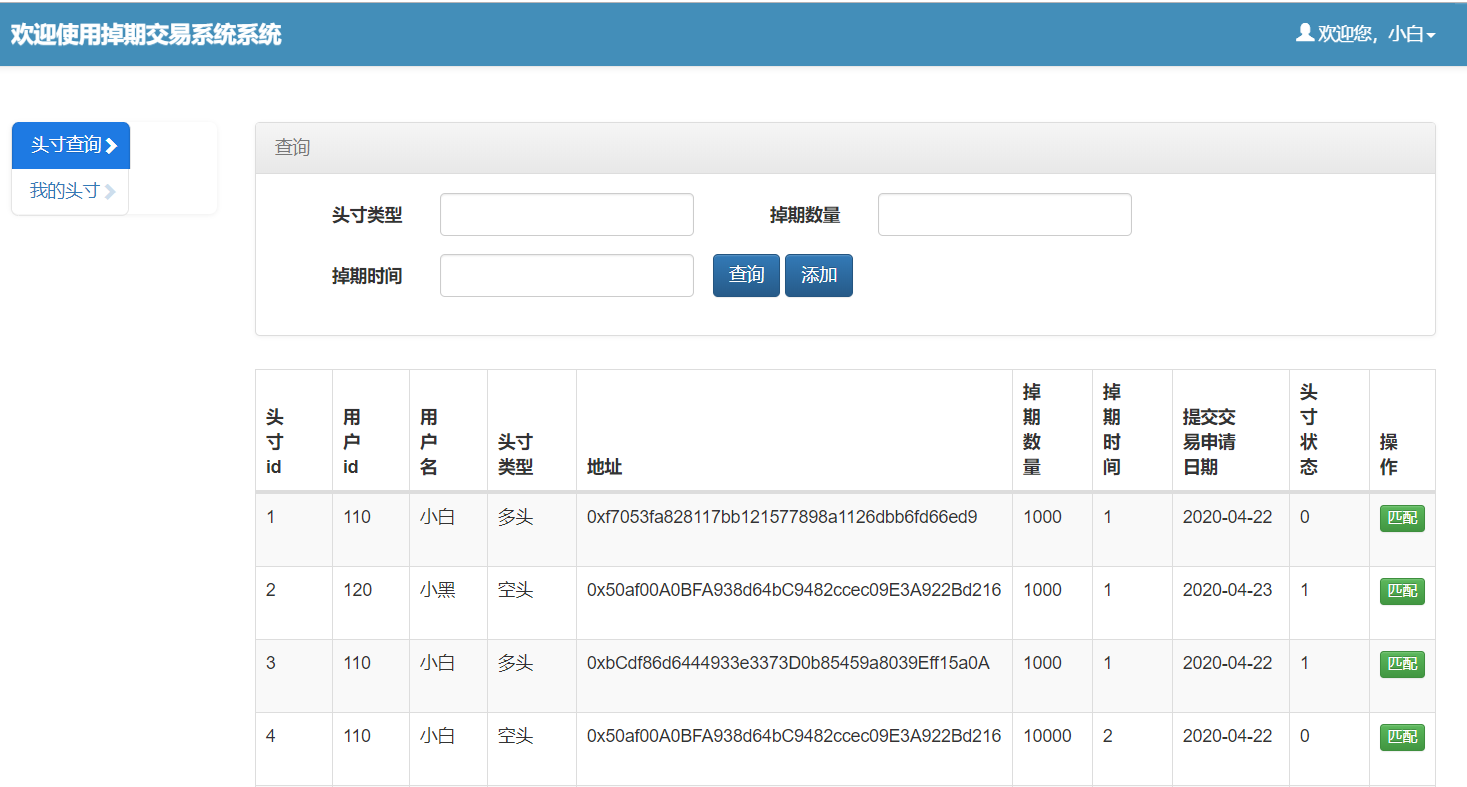 欢迎使用掉期交易系统系统
欢迎您，小白
头寸查询
我的头寸
查询
头寸类型
掉期数量
掉期时间
查询 添加
头寸id 用户id 用户名 头寸类型 地址 掉期数量 掉期时间 提交交易申请日期 头寸状态 操作
1 110 小白 多头 0xf7053fa828117bb121577898a1126dbb6fd66ed9 1000 1 2020-04-22 0 匹配
2 120 小黑 空头 0x50af00A0BFA938d64bC9482ccec09E3A922Bd216 1000 1 2020-04-23 1 匹配
3 110 小白 多头 0xbCdf86d6444933e3373D0b85459a8039Eff15a0A 1000 1 2020-04-22 1 匹配
4 110 小白 空头 0x50af00A0BFA938d64bC9482ccec09E3A922Bd216 10000 2 2020-04-22 0 匹配